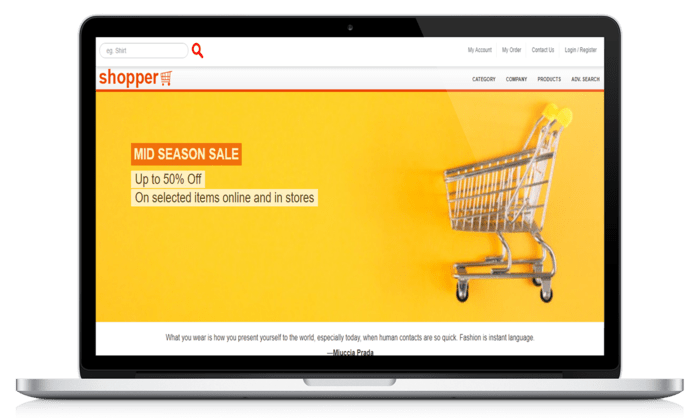 eg. Shirt
My Account
My Order
Contact Us
Login / Register
shopper
CATEGORY
COMPANY
PRODUCTS
ADV. SEARCH
MID SEASON SALE
Up to 50% Off
On selected items online and in stores
What you wear is how you present yourself to the world, especially today, when human contacts are so quick. Fashion is instant language.
—Miuccia Prada